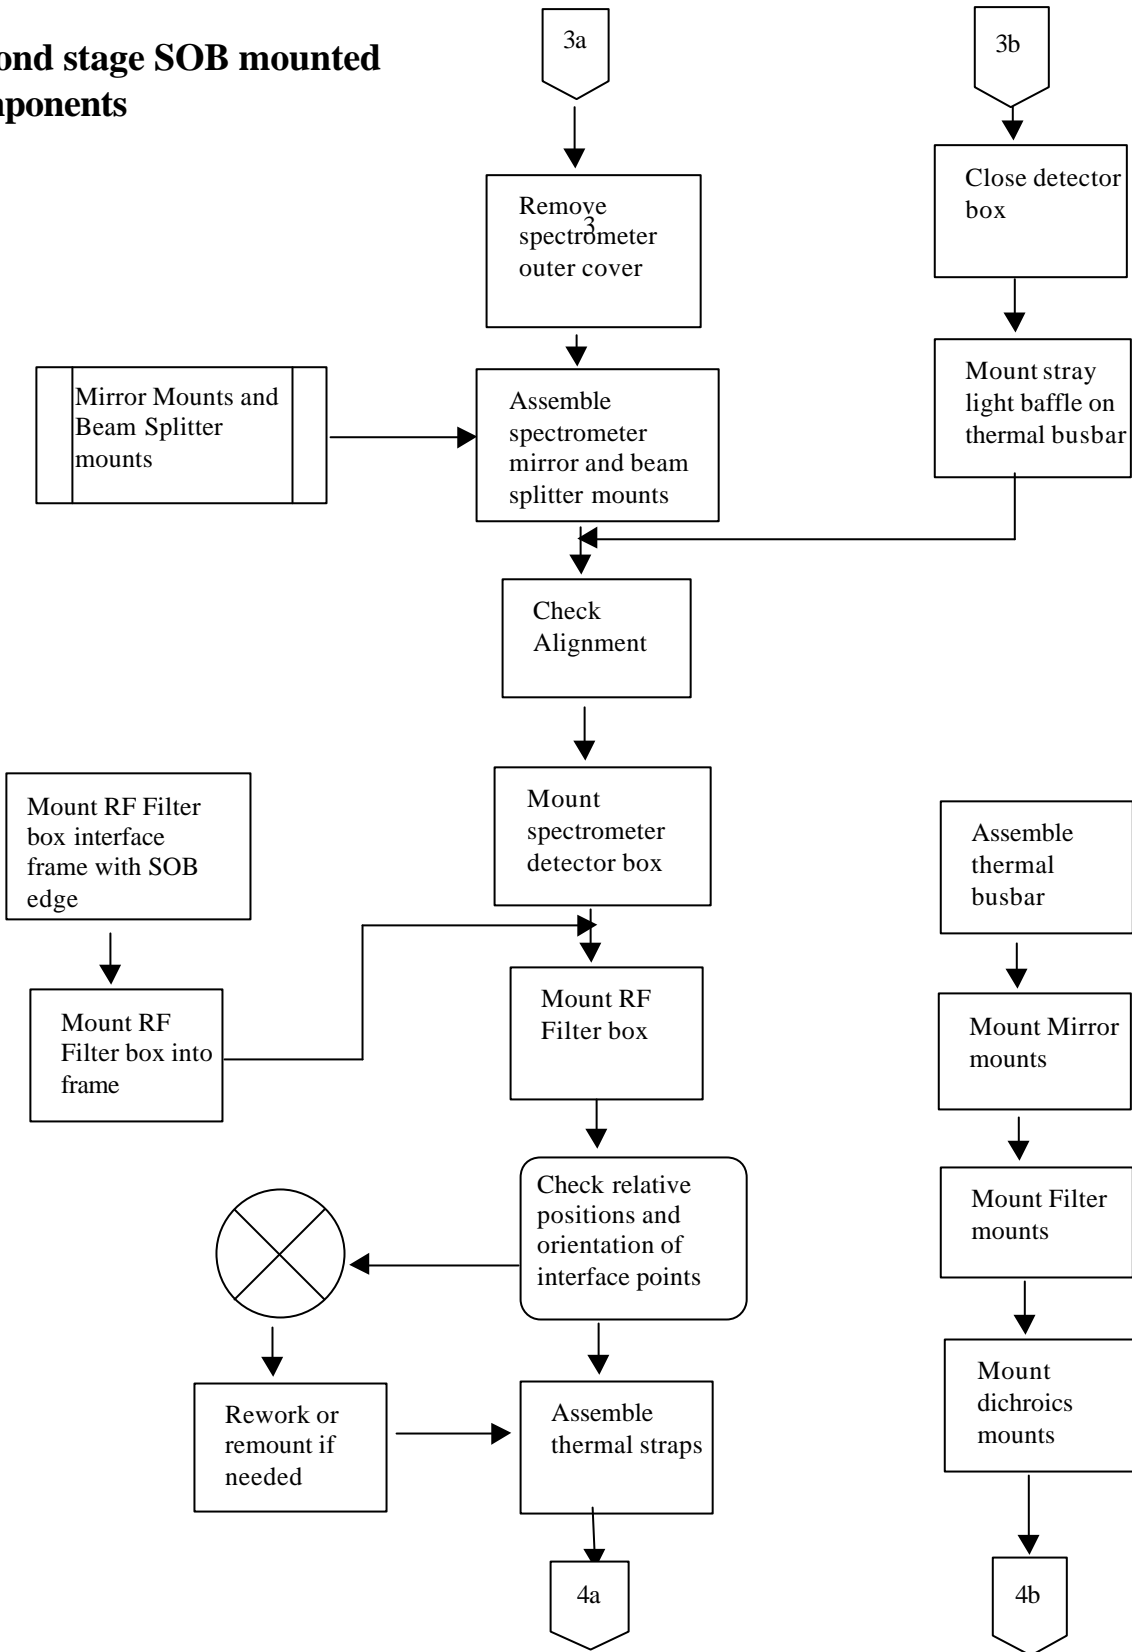 ond stage SOB mounted
ponents
3a
3b
Remove
3
spectrometer
outer cover
Close detector
box
Mirror Mounts and
Beam Splitter
mounts
Assemble
spectrometer
mirror and beam
splitter mounts
Mount stray
light baffle on
thermal busbar
Check
Alignment
Mount RF Filter
box interface
frame with SOB
edge
Mount
spectrometer
detector box
Assemble
thermal
busbar
Mount RF
Filter box into
frame
Mount RF
Filter box
Mount Mirror
mounts
Check relative
positions and
orientation of
interface points
Mount Filter
mounts
Rework or
remount if
needed
Assemble
thermal straps
Mount
dichroics
mounts
4a
4b